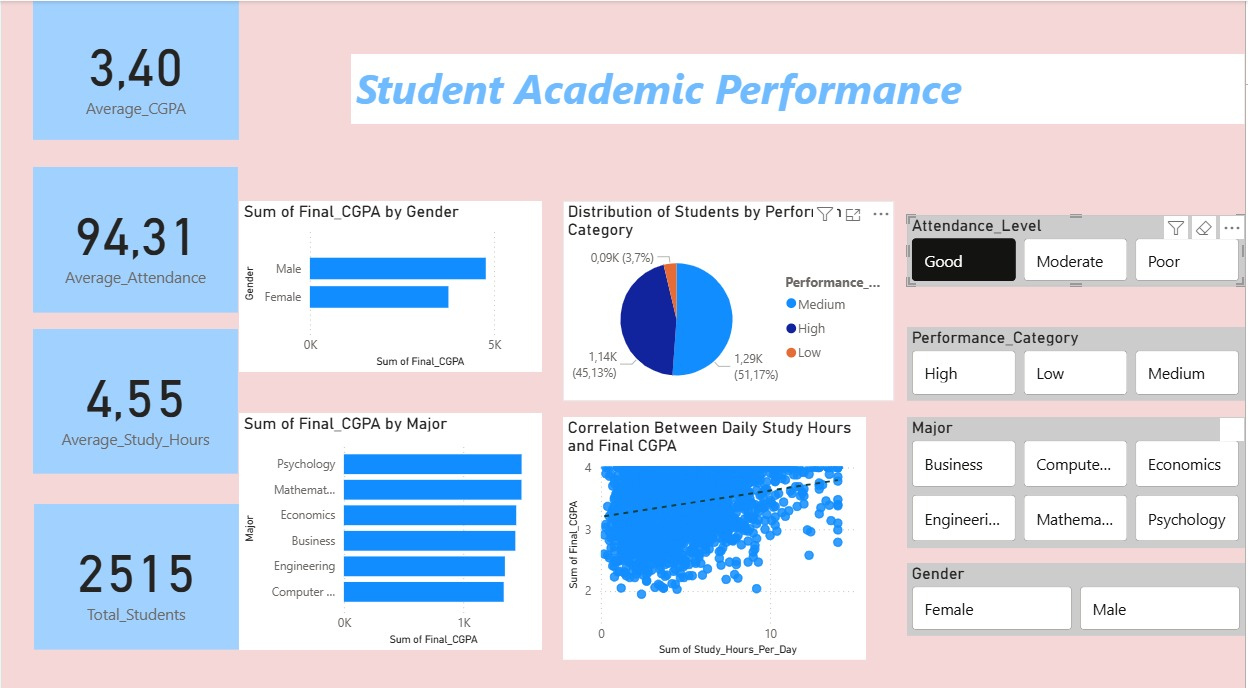 3,40
Average_CGPA
Student Academic Performance
94,31
Average_Attendance
4,55
Average_Study_Hours
2515
Total_Students
Sum of Final_CGPA by Gender
Gender
Male
Female
0K
5K
Sum of Final_CGPA
Distribution of Students by Perfor
Category
0,09K (3,7%)
1,14K
(45,13%)
1,29K
(51,17%)
Performance_...
Medium
High
Low
Sum of Final_CGPA by Major
Major
Psychology
Mathemat...
Economics
Business
Engineering
Computer ...
0K
1K
Sum of Final_CGPA
Correlation Between Daily Study Hours
and Final CGPA
Sum of Final_CGPA
4
3
2
0
10
Sum of Study_Hours_Per_Day
Attendance_Level
Good
Moderate
Poor
Performance_Category
High
Low
Medium
Major
Business
Compute...
Economics
Engineeri...
Mathema...
Psychology
Gender
Female
Male